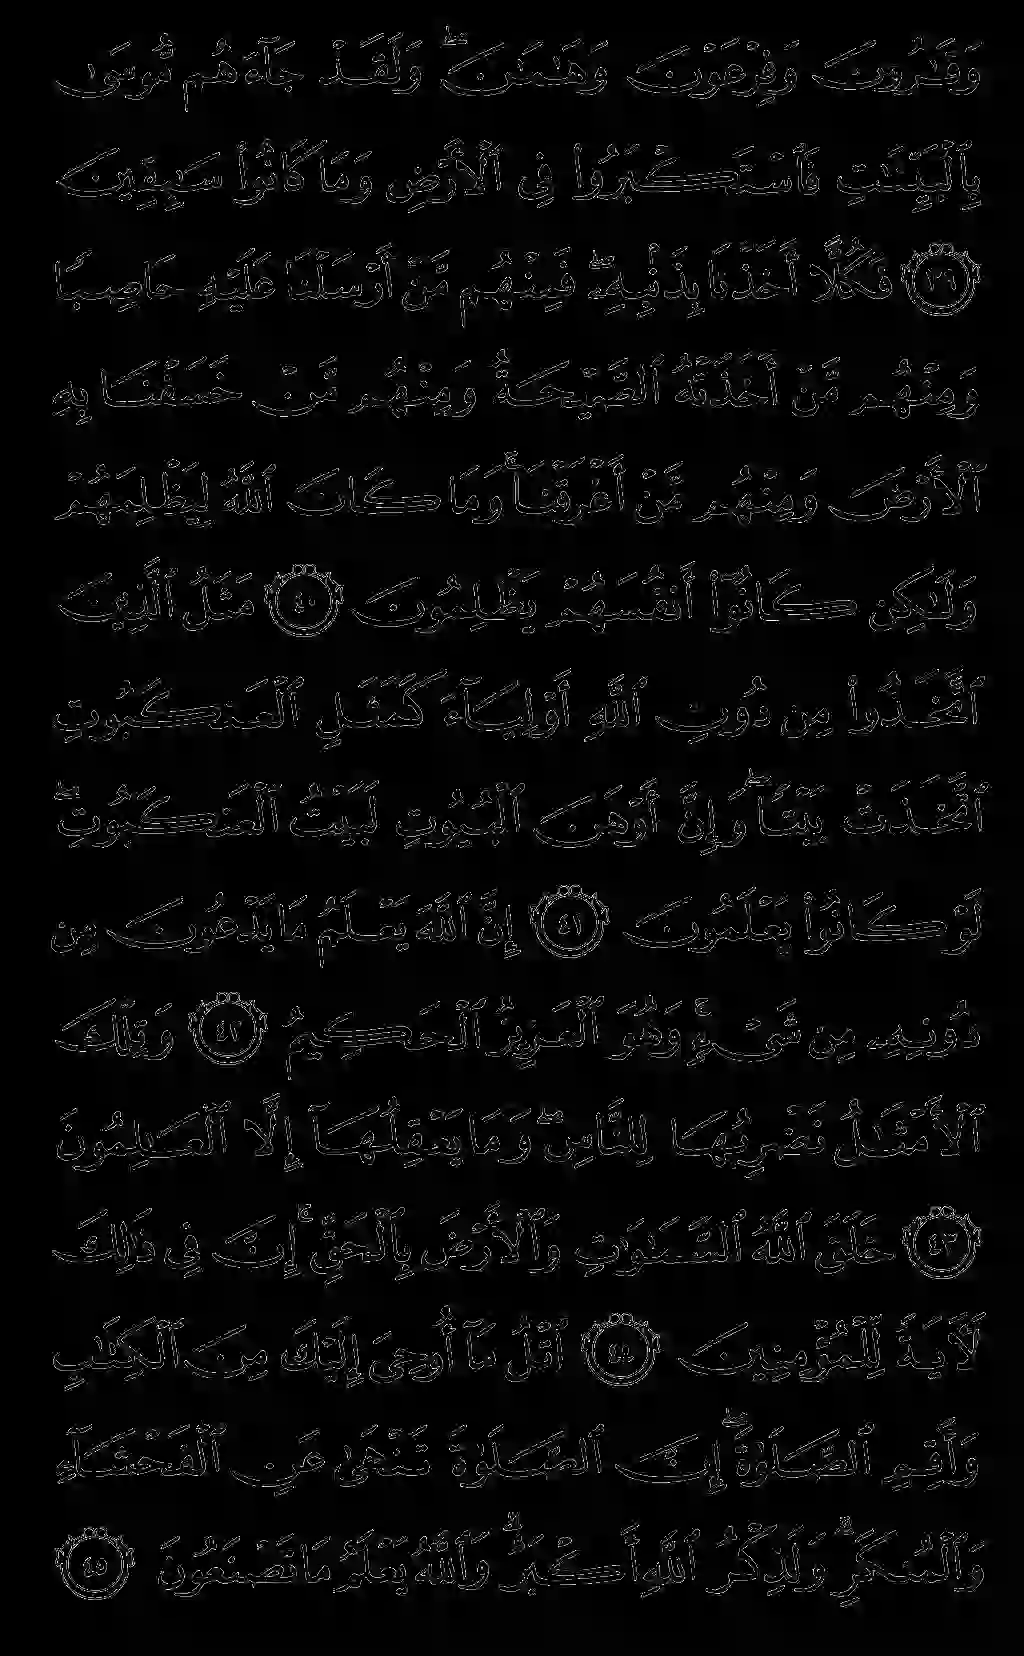 وَقَٰرُونَ وَفِرْعَوْنَ وَهَٰمَٰنَ ۖ وَلَقَدْ جَآءَهُم مُّوسَىٰ
بِٱلْبَيِّنَٰتِ فَٱسْتَكْبَرُوا۟ فِى ٱلْأَرْضِ وَمَا كَانُوا۟ سَٰبِقِينَ
٣٩ فَكُلًّا أَخَذْنَا بِذَنۢبِهِۦ ۖ فَمِنْهُم مَّنْ أَرْسَلْنَا عَلَيْهِ حَاصِبًا
وَمِنْهُم مَّنْ أَخَذَتْهُ ٱلصَّيْحَةُ وَمِنْهُم مَّنْ خَسَفْنَا بِهِ
ٱلْأَرْضَ وَمِنْهُم مَّنْ أَغْرَقْنَا ۚ وَمَا كَانَ ٱللَّهُ لِيَظْلِمَهُمْ
وَلَٰكِن كَانُوٓا۟ أَنفُسَهُمْ يَظْلِمُونَ ٤٠ مَثَلُ ٱلَّذِينَ
ٱتَّخَذُوا۟ مِن دُونِ ٱللَّهِ أَوْلِيَآءَ كَمَثَلِ ٱلْعَنكَبُوتِ
ٱتَّخَذَتْ بَيْتًا ۖ وَإِنَّ أَوْهَنَ ٱلْبُيُوتِ لَبَيْتُ ٱلْعَنكَبُوتِ ۖ
لَوْ كَانُوا۟ يَعْلَمُونَ ٤١ إِنَّ ٱللَّهَ يَعْلَمُ مَا يَدْعُونَ مِن
دُونِهِۦ مِن شَىْءٍ ۚ وَهُوَ ٱلْعَزِيزُ ٱلْحَكِيمُ ٤٢ وَتِلْكَ
ٱلْأَمْثَٰلُ نَضْرِبُهَا لِلنَّاسِ ۖ وَمَا يَعْقِلُهَآ إِلَّا ٱلْعَٰلِمُونَ
٤٣ خَلَقَ ٱللَّهُ ٱلسَّمَٰوَٰتِ وَٱلْأَرْضَ بِٱلْحَقِّ ۚ إِنَّ فِى ذَٰلِكَ
لَءَايَةً لِّلْمُؤْمِنِينَ ٤٤ ٱتْلُ مَآ أُوحِىَ إِلَيْكَ مِنَ ٱلْكِتَٰبِ
وَأَقِمِ ٱلصَّلَوٰةَ ۖ إِنَّ ٱلصَّلَوٰةَ تَنْهَىٰ عَنِ ٱلْفَحْشَآءِ
وَٱلْمُنكَرِ ۗ وَلَذِكْرُ ٱللَّهِ أَكْبَرُ ۗ وَٱللَّهُ يَعْلَمُ مَا تَصْنَعُونَ ٤٥